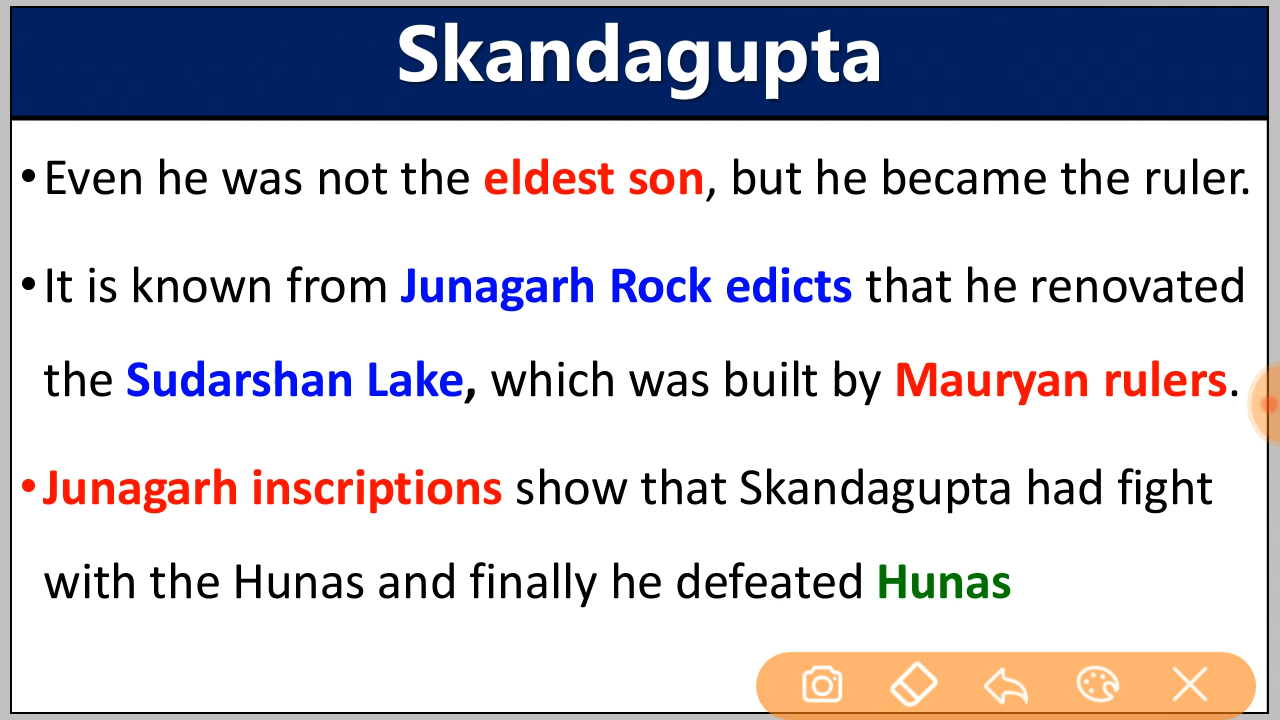 Skandagupta
•Even he was not the eldest son, but he became the ruler.
•It is known from Junagarh Rock edicts that he renovated
the Sudarshan Lake, which was built by Mauryan rulers.
•Junagarh inscriptions show that Skandagupta had fight
with the Hunas and finally he defeated Hunas